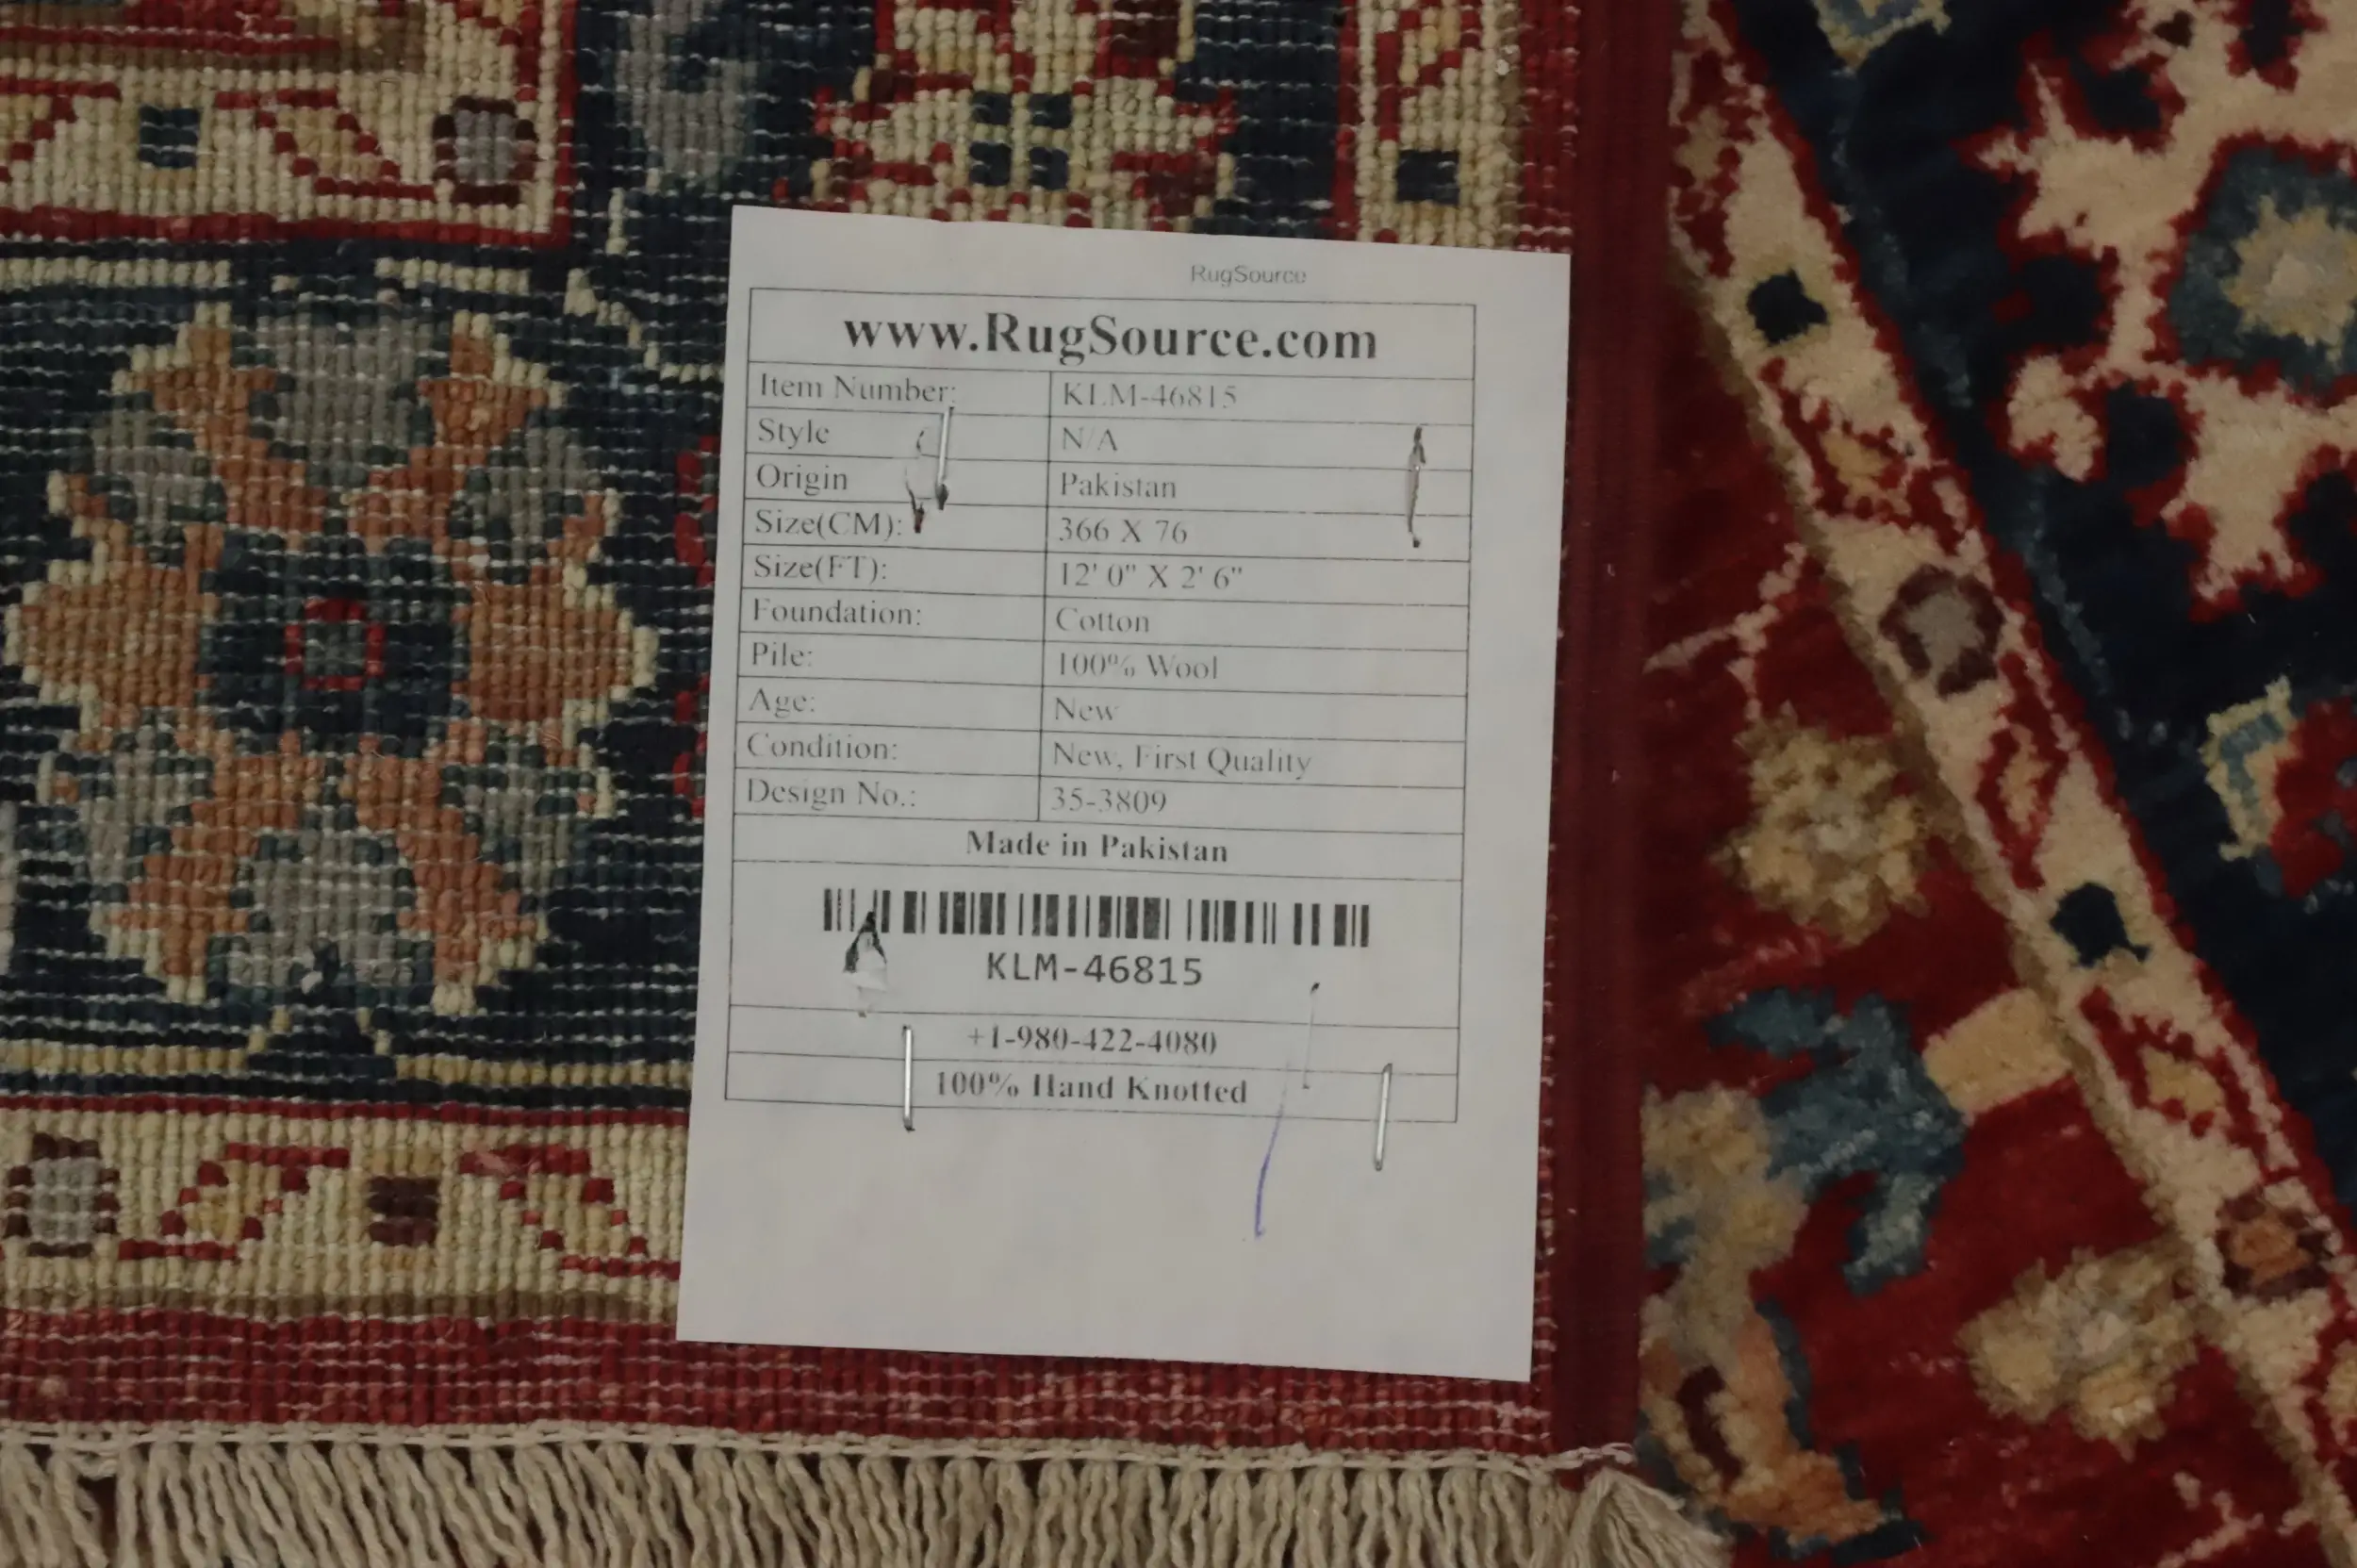 RugSource
www.RugSource.com
Item Number: KLM-46815
Style N/A
Origin Pakistan
Size(CM): 366 X 76
Size(FT): 12' 0" X 2' 6"
Foundation: Cotton
Pile: 100% Wool
Age: New
Condition: New, First Quality
Design No.: 35-3809
Made in Pakistan
KLM-46815
+1-980-422-4080
100% Hand Knotted